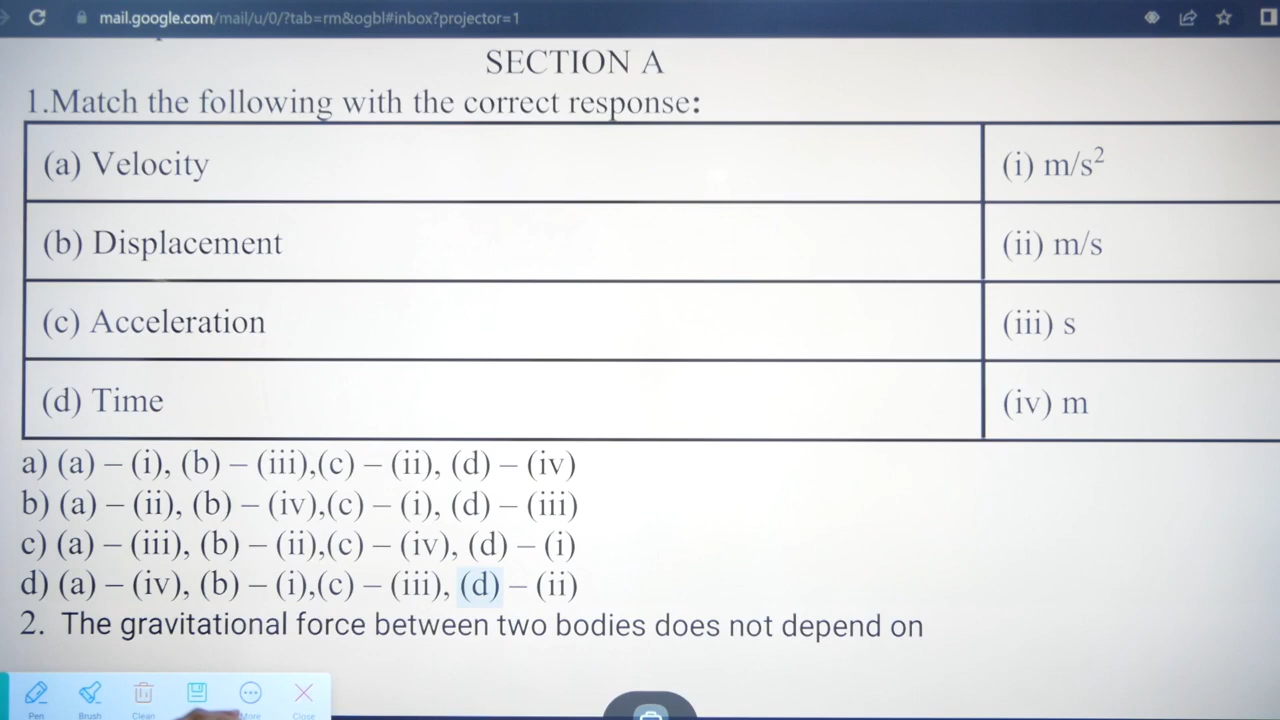 mail.google.com/mail/u/0/?tab=rm&ogbl#inbox?projector=1
SECTION A
1.Match the following with the correct response:
(a) Velocity (i) m/s²
(b) Displacement (ii) m/s
(c) Acceleration (iii) s
(d) Time (iv) m
a) (a) – (i), (b) – (iii),(c) – (ii), (d) – (iv)
b) (a) – (ii), (b) – (iv),(c) – (i), (d) – (iii)
c) (a) – (iii), (b) – (ii),(c) – (iv), (d) – (i)
d) (a) – (iv), (b) – (i),(c) – (iii), (d) – (ii)
2. The gravitational force between two bodies does not depend on
Pen Brush Clean More Close